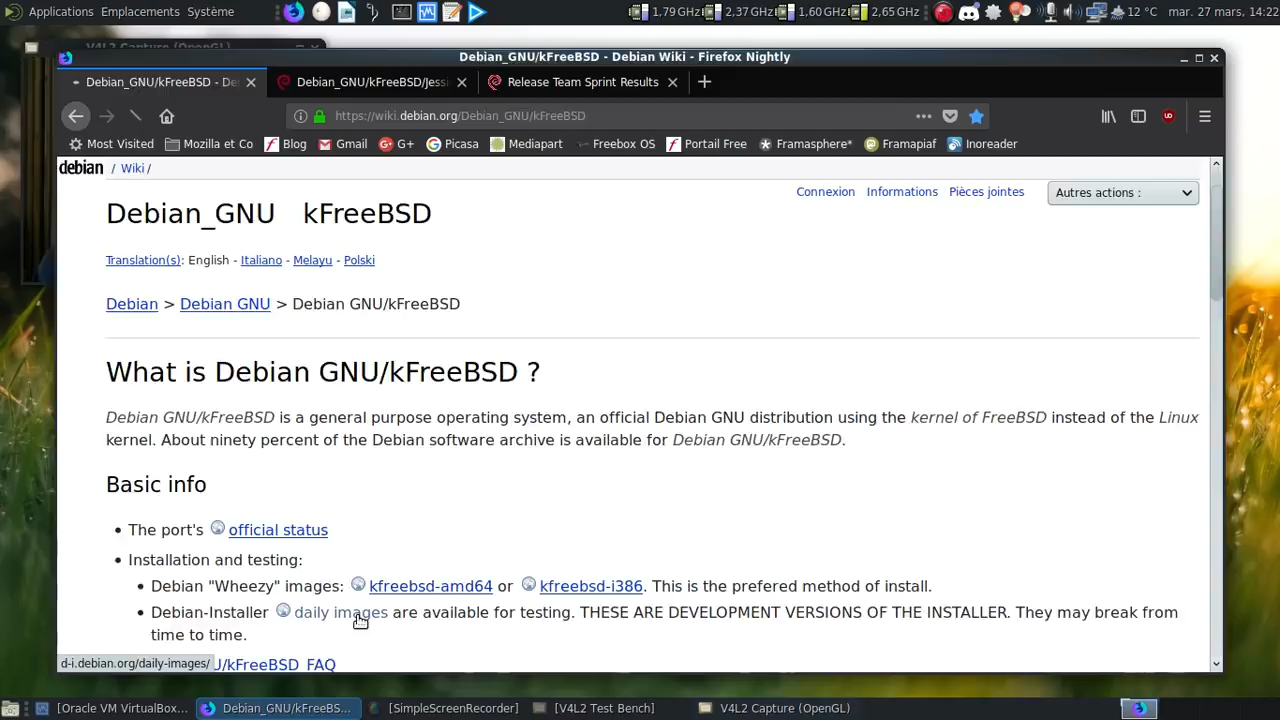 Applications Emplacements Système 1,79 GHz 2,37 GHz 1,60 GHz 2,65 GHz 12 °C mar. 27 mars, 14:22
V4L2 Capture (OpenGL)
Debian_GNU/kFreeBSD - Debian Wiki - Firefox Nightly
Debian_GNU/kFreeBSD - De Debian_GNU/kFreeBSD/Jessi Release Team Sprint Results
https://wiki.debian.org/Debian_GNU/kFreeBSD
Most Visited Mozilla et Co Blog Gmail G+ Picasa Mediapart Freebox OS Portail Free Framasphere* Framapiaf Inoreader
debian / Wiki /
Connexion Informations Pièces jointes Autres actions :
Debian_GNU kFreeBSD
Translation(s): English - Italiano - Melayu - Polski
Debian > Debian GNU > Debian GNU/kFreeBSD
What is Debian GNU/kFreeBSD ?
Debian GNU/kFreeBSD is a general purpose operating system, an official Debian GNU distribution using the kernel of FreeBSD instead of the Linux
kernel. About ninety percent of the Debian software archive is available for Debian GNU/kFreeBSD.
Basic info
• The port's official status
• Installation and testing:
• Debian "Wheezy" images: kfreebsd-amd64 or kfreebsd-i386. This is the prefered method of install.
• Debian-Installer daily images are available for testing. THESE ARE DEVELOPMENT VERSIONS OF THE INSTALLER. They may break from
time to time.
d-i.debian.org/daily-images/ U/kFreeBSD FAQ
[Oracle VM VirtualBox... Debian_GNU/kFreeBS... [SimpleScreenRecorder] [V4L2 Test Bench] V4L2 Capture (OpenGL)